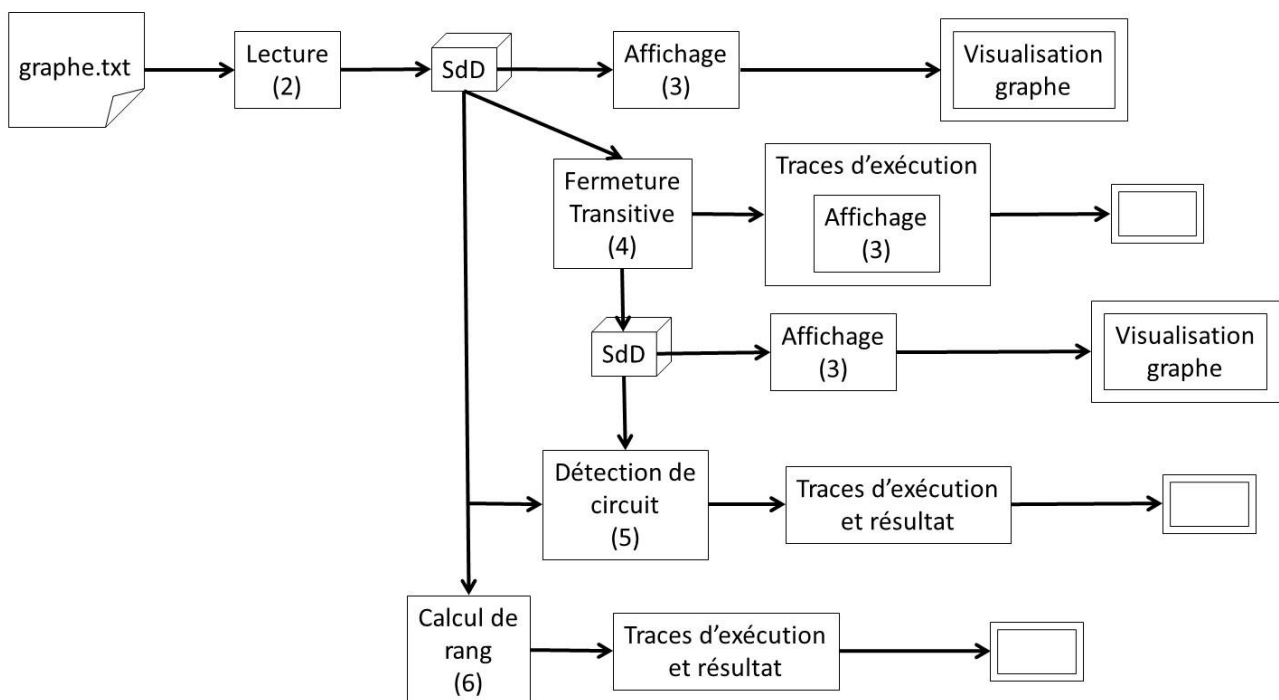 graphe.txt
Lecture
(2)
SdD
Affichage
(3)
Visualisation
graphe
Fermeture
Transitive
(4)
Traces d'exécution
Affichage
(3)
SdD
Affichage
(3)
Visualisation
graphe
Détection de
circuit
(5)
Traces d'exécution
et résultat
Calcul de
rang
(6)
Traces d'exécution
et résultat